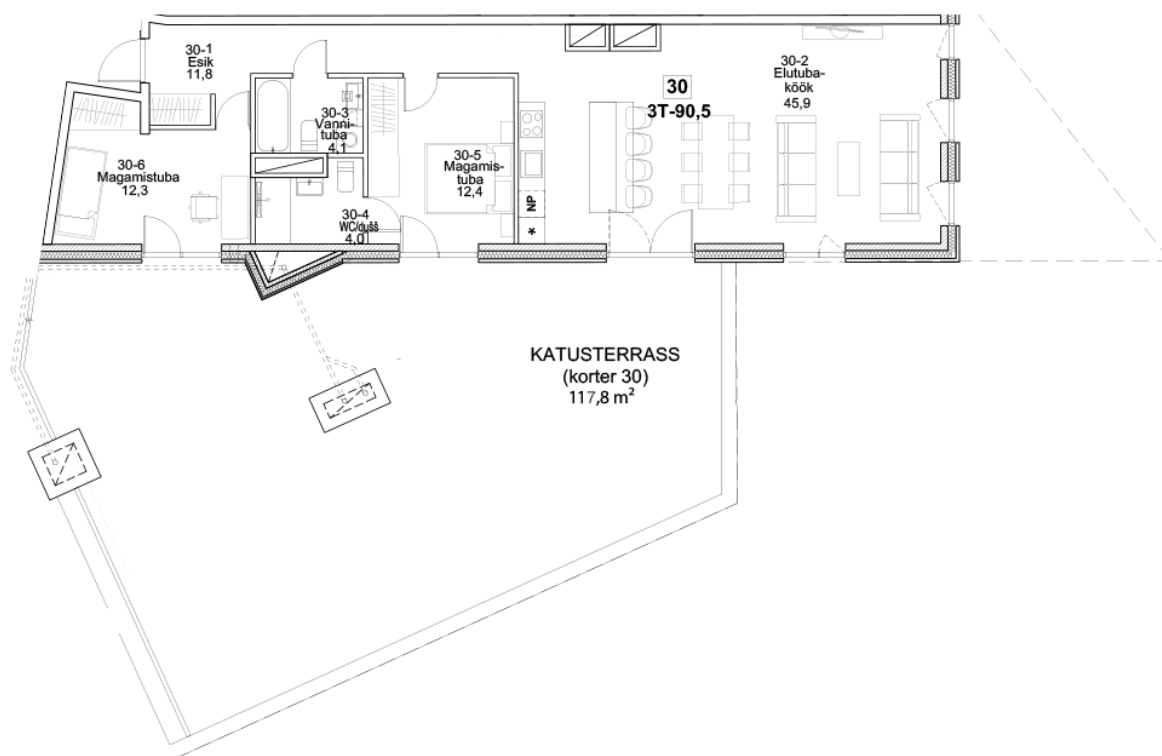 30-1
Esik
11,8
30-2
Elutuba-
köök
45,9
30
3T-90,5
30-3
Vanni-
tuba
4,1
30-5
Magamis-
tuba
12,4
30-6
Magamistuba
12,3
30-4
WC/dušš
4,0
NP
*
KATUSTERRASS
(korter 30)
117,8 m²